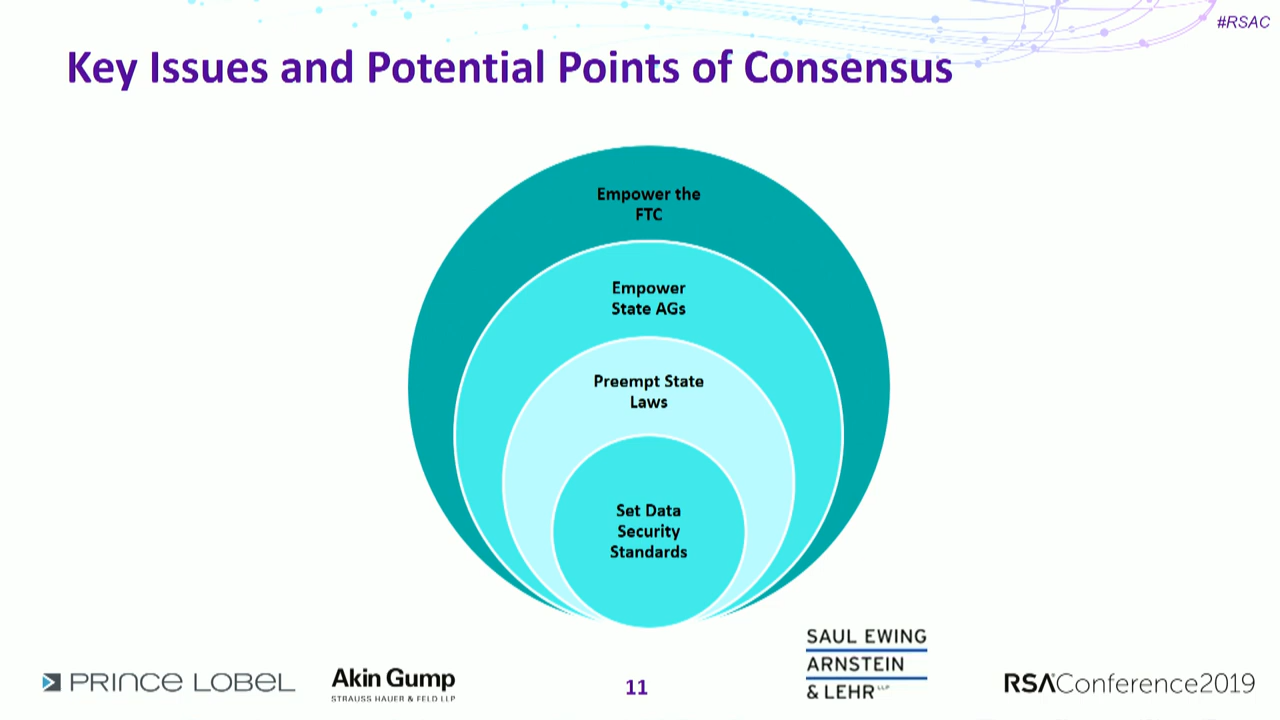 #RSAC
Key Issues and Potential Points of Consensus
Empower the
FTC
Empower
State AGs
Preempt State
Laws
Set Data
Security
Standards
PRINCE LOBEL
Akin Gump
STRAUSS HAUER & FELD LLP
11
SAUL EWING
ARNSTEIN
& LEHR LLP
RSAConference2019